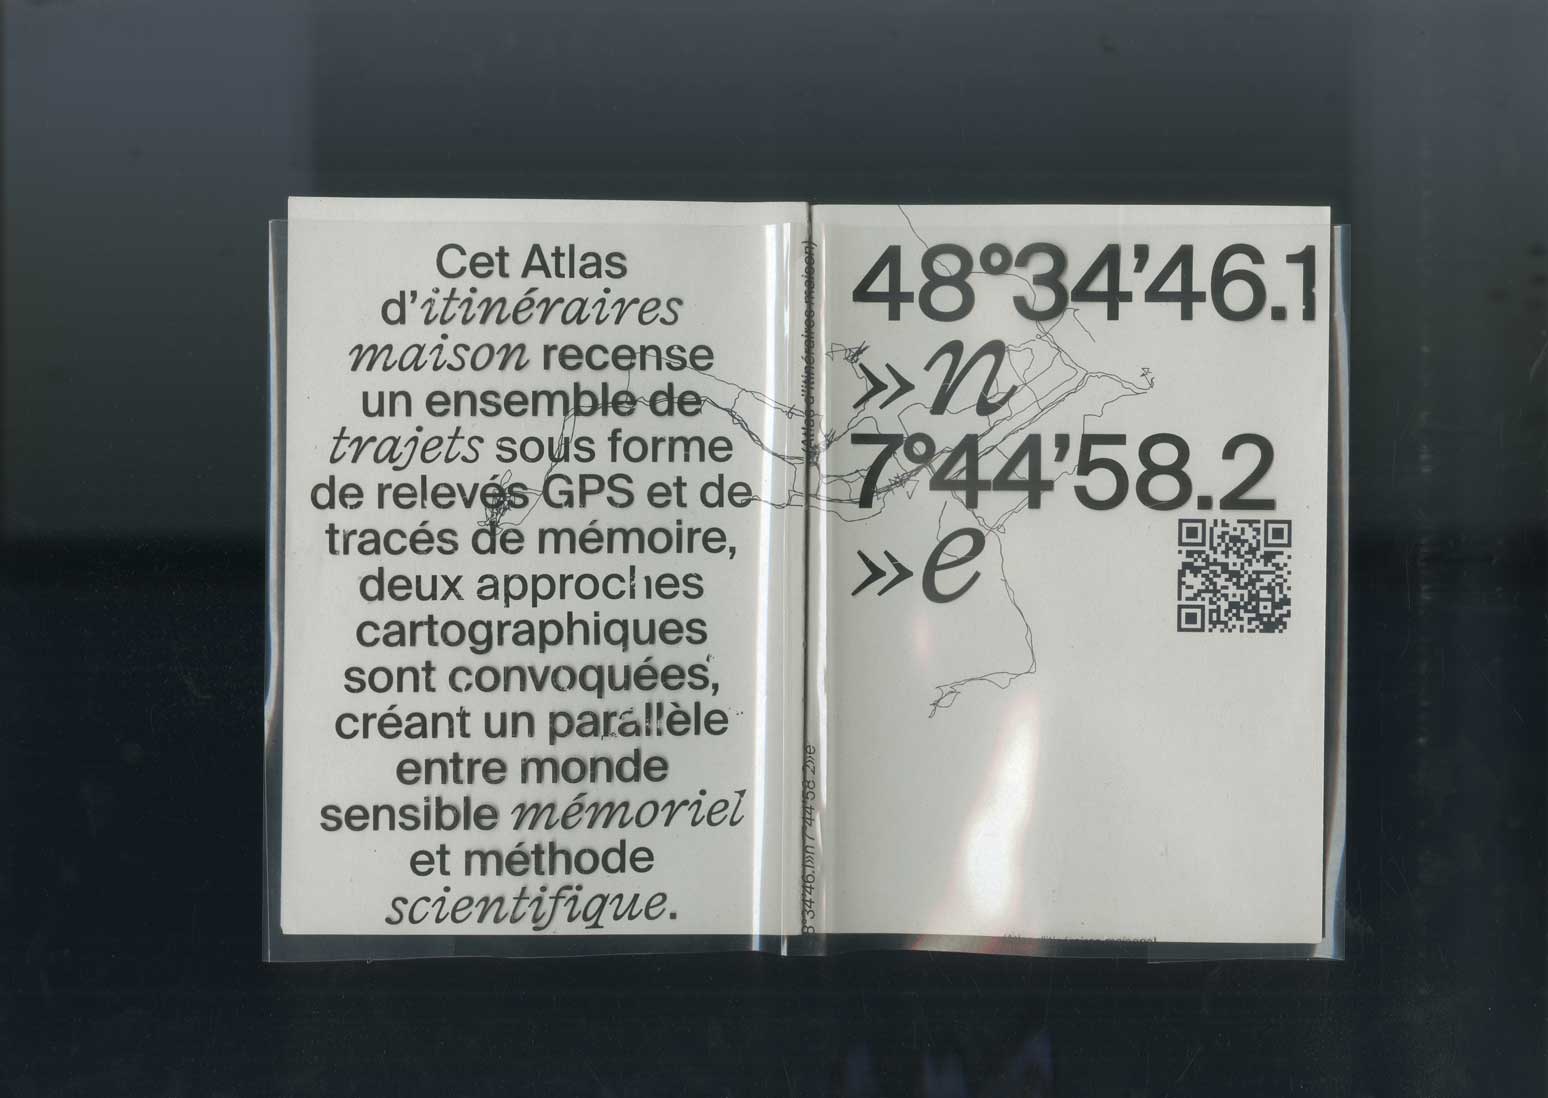 Cet Atlas
d’itinéraires
maison recense
un ensemble de
trajets sous forme
de relevés GPS et de
tracés de mémoire,
deux approches
cartographiques
sont convoquées,
créant un parallèle
entre monde
sensible mémoriel
et méthode
scientifique.
(Atlas d’itinéraires maison)
8°34’46.1»n 7°44’58.2»e
48°34’46.1
»n
7°44’58.2
»e